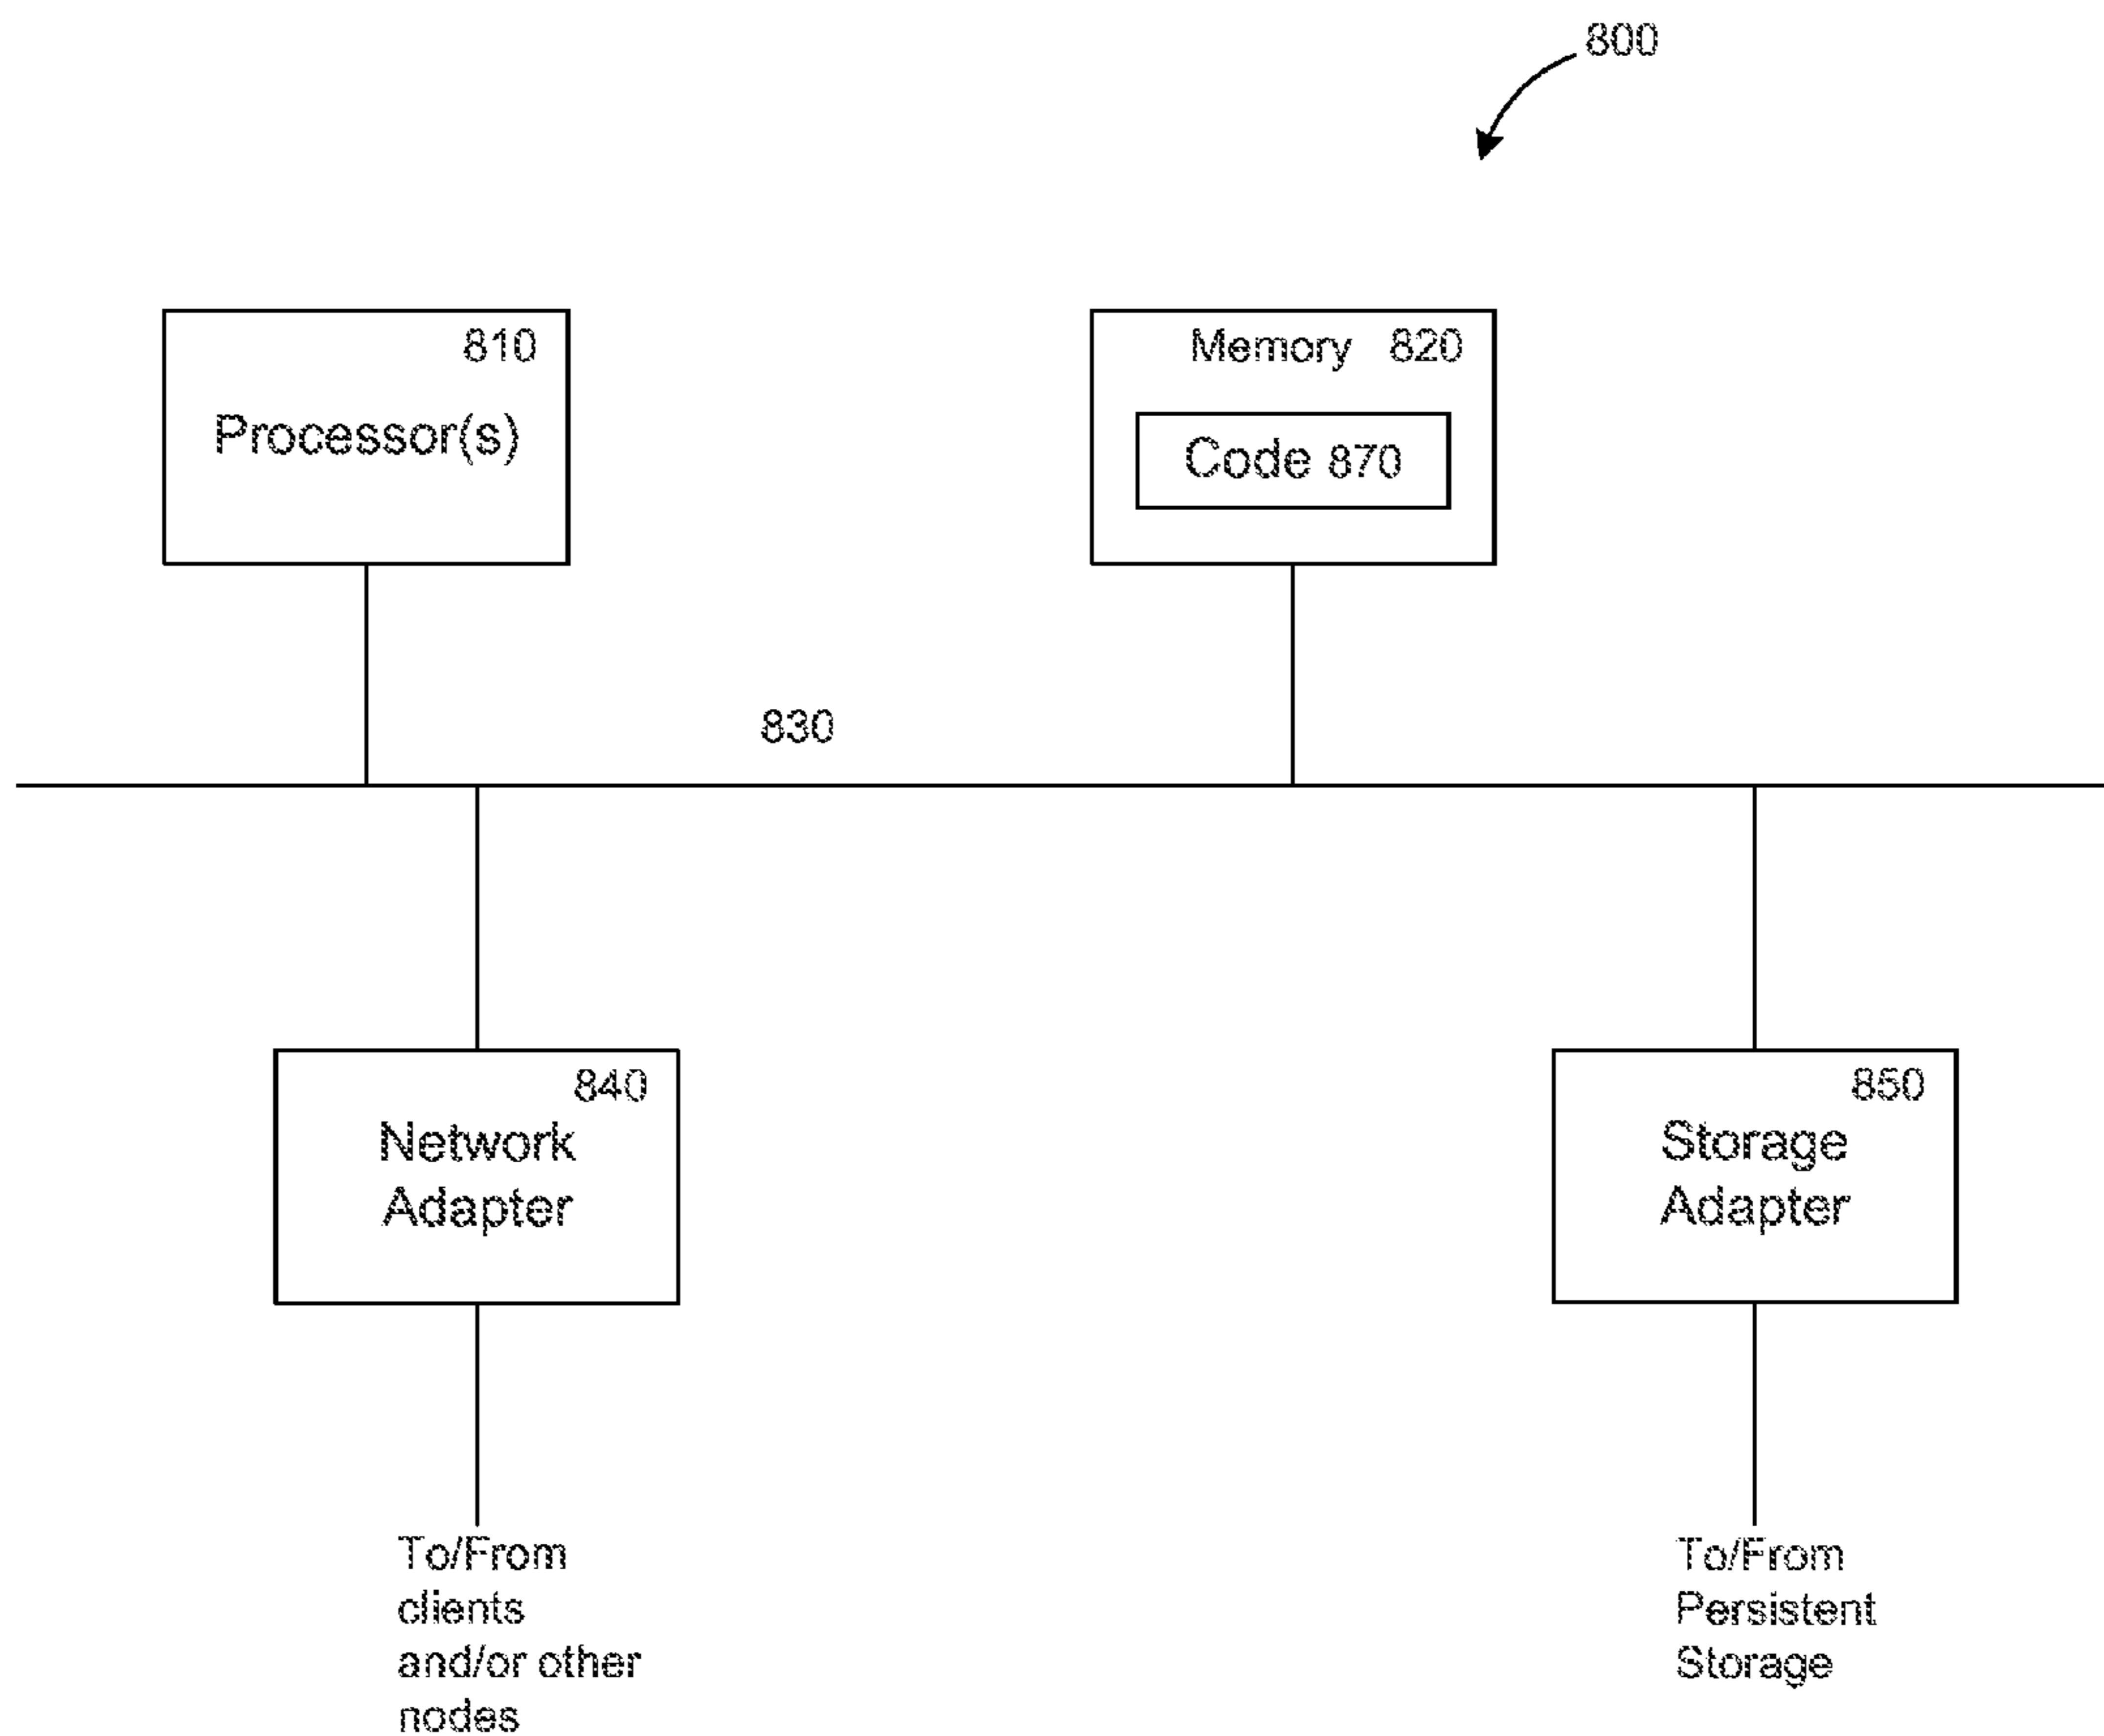 800
810
Processor(s)
Memory 820
Code 870
830
840
Network
Adapter
850
Storage
Adapter
To/From
clients
and/or other
nodes
To/From
Persistent
Storage